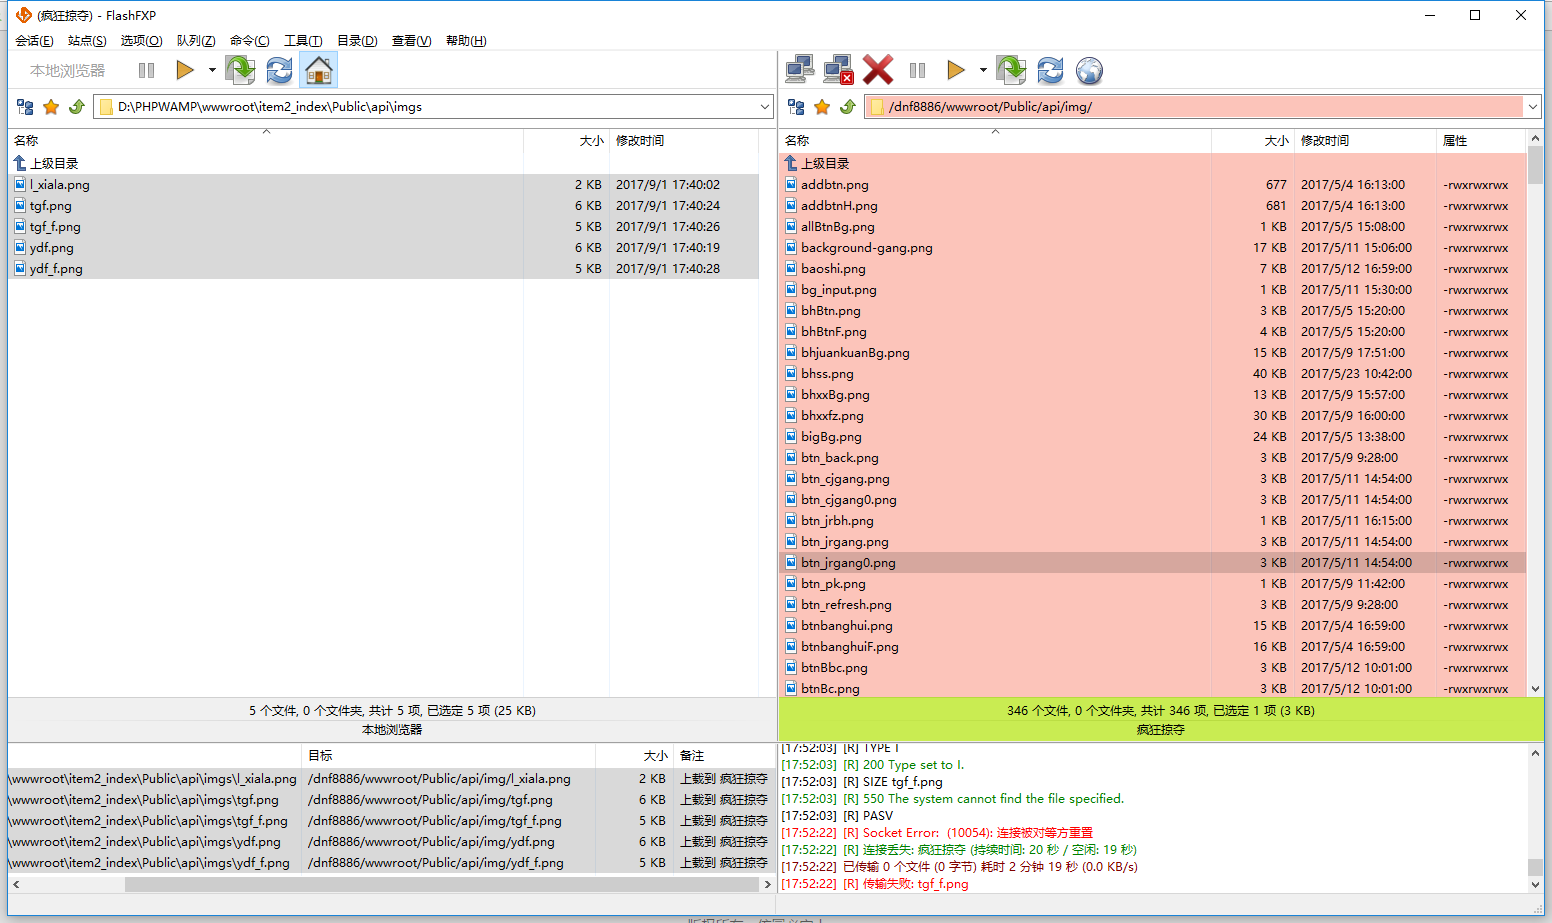 (疯狂掠夺) - FlashFXP
会话(E) 站点(S) 选项(O) 队列(Z) 命令(C) 工具(T) 目录(D) 查看(V) 帮助(H)
本地浏览器
D:\PHPWAMP\wwwroot\item2_index\Public\api\imgs
名称 大小 修改时间
上级目录
l_xiala.png 2 KB 2017/9/1 17:40:02
tgf.png 6 KB 2017/9/1 17:40:24
tgf_f.png 5 KB 2017/9/1 17:40:26
ydf.png 6 KB 2017/9/1 17:40:19
ydf_f.png 5 KB 2017/9/1 17:40:28
5 个文件, 0 个文件夹, 共计 5 项, 已选定 5 项 (25 KB)
本地浏览器
/dnf8886/wwwroot/Public/api/img/
名称 大小 修改时间 属性
上级目录
addbtn.png 677 2017/5/4 16:13:00 -rwxrwxrwx
addbtnH.png 681 2017/5/4 16:13:00 -rwxrwxrwx
allBtnBg.png 1 KB 2017/5/5 15:08:00 -rwxrwxrwx
background-gang.png 17 KB 2017/5/11 15:06:00 -rwxrwxrwx
baoshi.png 7 KB 2017/5/12 16:59:00 -rwxrwxrwx
bg_input.png 1 KB 2017/5/11 15:30:00 -rwxrwxrwx
bhBtn.png 3 KB 2017/5/5 15:20:00 -rwxrwxrwx
bhBtnF.png 4 KB 2017/5/5 15:20:00 -rwxrwxrwx
bhjuankuanBg.png 15 KB 2017/5/9 17:51:00 -rwxrwxrwx
bhss.png 40 KB 2017/5/23 10:42:00 -rwxrwxrwx
bhxxBg.png 13 KB 2017/5/9 15:57:00 -rwxrwxrwx
bhxxfz.png 30 KB 2017/5/9 16:00:00 -rwxrwxrwx
bigBg.png 24 KB 2017/5/5 13:38:00 -rwxrwxrwx
btn_back.png 3 KB 2017/5/9 9:28:00 -rwxrwxrwx
btn_cjgang.png 3 KB 2017/5/11 14:54:00 -rwxrwxrwx
btn_cjgang0.png 3 KB 2017/5/11 14:54:00 -rwxrwxrwx
btn_jrbh.png 1 KB 2017/5/11 16:15:00 -rwxrwxrwx
btn_jrgang.png 3 KB 2017/5/11 14:54:00 -rwxrwxrwx
btn_jrgang0.png 3 KB 2017/5/11 14:54:00 -rwxrwxrwx
btn_pk.png 1 KB 2017/5/9 11:42:00 -rwxrwxrwx
btn_refresh.png 3 KB 2017/5/9 9:28:00 -rwxrwxrwx
btnbanghui.png 15 KB 2017/5/4 16:59:00 -rwxrwxrwx
btnbanghuiF.png 16 KB 2017/5/4 16:59:00 -rwxrwxrwx
btnBbc.png 3 KB 2017/5/12 10:01:00 -rwxrwxrwx
btnBc.png 3 KB 2017/5/12 10:01:00 -rwxrwxrwx
346 个文件, 0 个文件夹, 共计 346 项, 已选定 1 项 (3 KB)
疯狂掠夺
目标 大小 备注
\wwwroot\item2_index\Public\api\imgs\l_xiala.png /dnf8886/wwwroot/Public/api/img/l_xiala.png 2 KB 上载到 疯狂掠夺
\wwwroot\item2_index\Public\api\imgs\tgf.png /dnf8886/wwwroot/Public/api/img/tgf.png 6 KB 上载到 疯狂掠夺
\wwwroot\item2_index\Public\api\imgs\tgf_f.png /dnf8886/wwwroot/Public/api/img/tgf_f.png 5 KB 上载到 疯狂掠夺
\wwwroot\item2_index\Public\api\imgs\ydf.png /dnf8886/wwwroot/Public/api/img/ydf.png 6 KB 上载到 疯狂掠夺
\wwwroot\item2_index\Public\api\imgs\ydf_f.png /dnf8886/wwwroot/Public/api/img/ydf_f.png 5 KB 上载到 疯狂掠夺
[17:52:03] [R] TYPE I
[17:52:03] [R] 200 Type set to I.
[17:52:03] [R] SIZE tgf_f.png
[17:52:03] [R] 550 The system cannot find the file specified.
[17:52:03] [R] PASV
[17:52:22] [R] Socket Error: (10054): 连接被对等方重置
[17:52:22] [R] 连接丢失: 疯狂掠夺 (持续时间: 20 秒 / 空闲: 19 秒)
[17:52:22] 已传输 0 个文件 (0 字节) 耗时 2 分钟 19 秒 (0.0 KB/s)
[17:52:22] [R] 传输失败: tgf_f.png